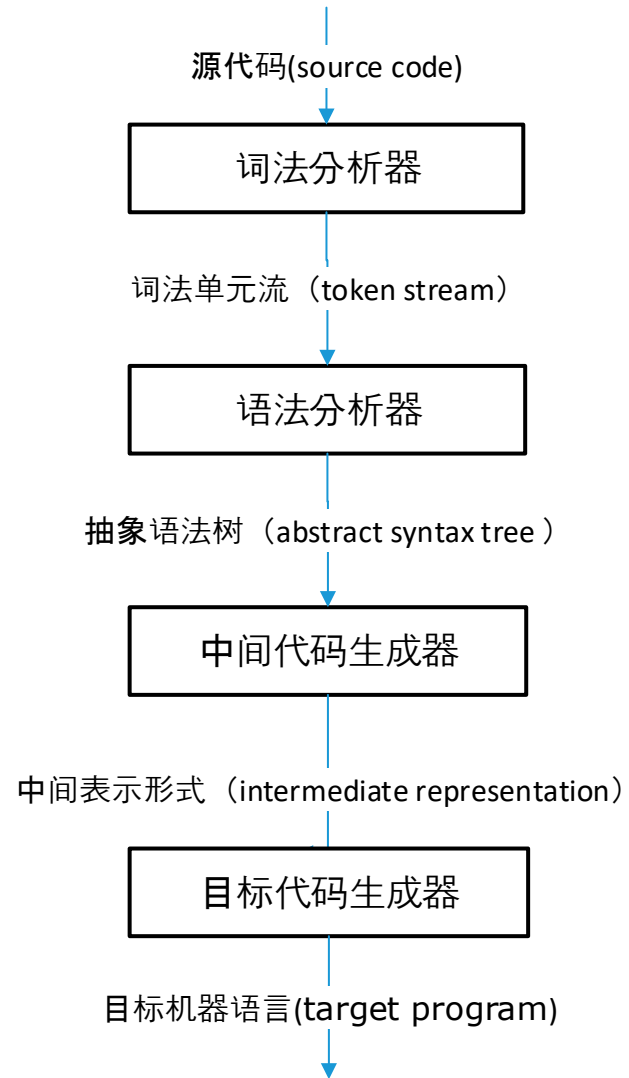 源代码(source code)
词法分析器
词法单元流（token stream）
语法分析器
抽象语法树（abstract syntax tree ）
中间代码生成器
中间表示形式（intermediate representation）
目标代码生成器
目标机器语言(target program)